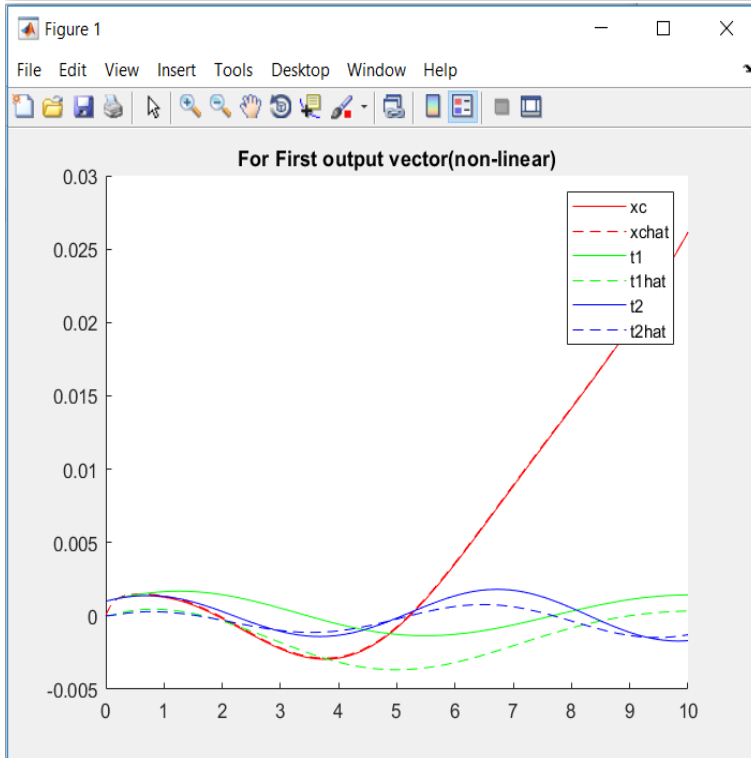 Figure 1
File Edit View Insert Tools Desktop Window Help
For First output vector(non-linear)
0.03
0.025
0.02
0.015
0.01
0.005
0
-0.005
xc
xchat
t1
t1hat
t2
t2hat
0 1 2 3 4 5 6 7 8 9 10